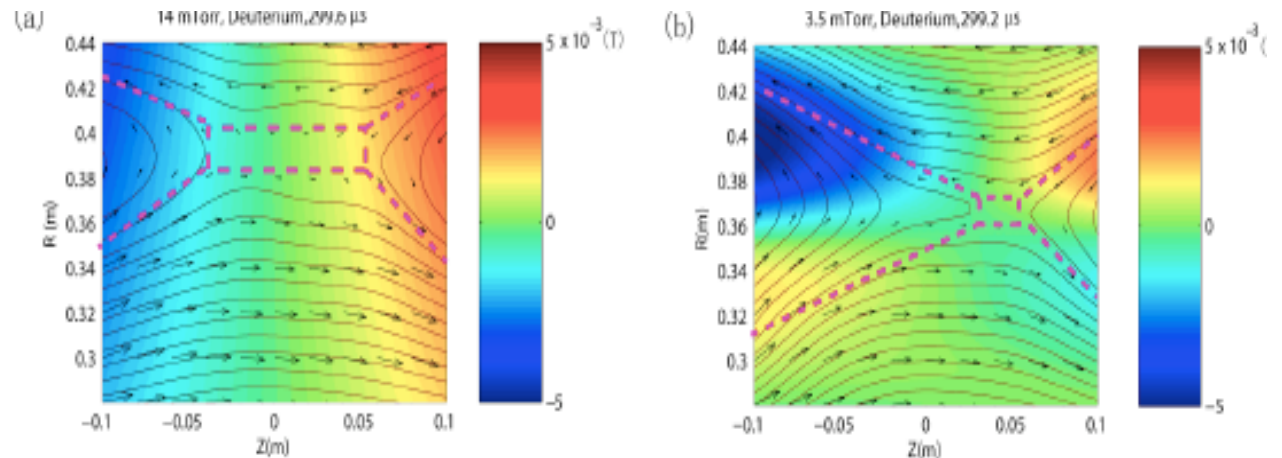 (a)
14 mTorr, Deuterium,299.6 μs
5 x 10⁻³(T)
0
−5
0.44
0.42
0.4
0.38
0.36
0.34
0.32
0.3
R (m)
−0.1 −0.05 0 0.05 0.1
Z(m)
(b)
3.5 mTorr, Deuterium,299.2 μs
5 x 10⁻³(
0
−5
0.44
0.42
0.4
0.38
0.36
0.34
0.32
0.3
R(m)
−0.1 −0.05 0 0.05 0.1
Z(m)